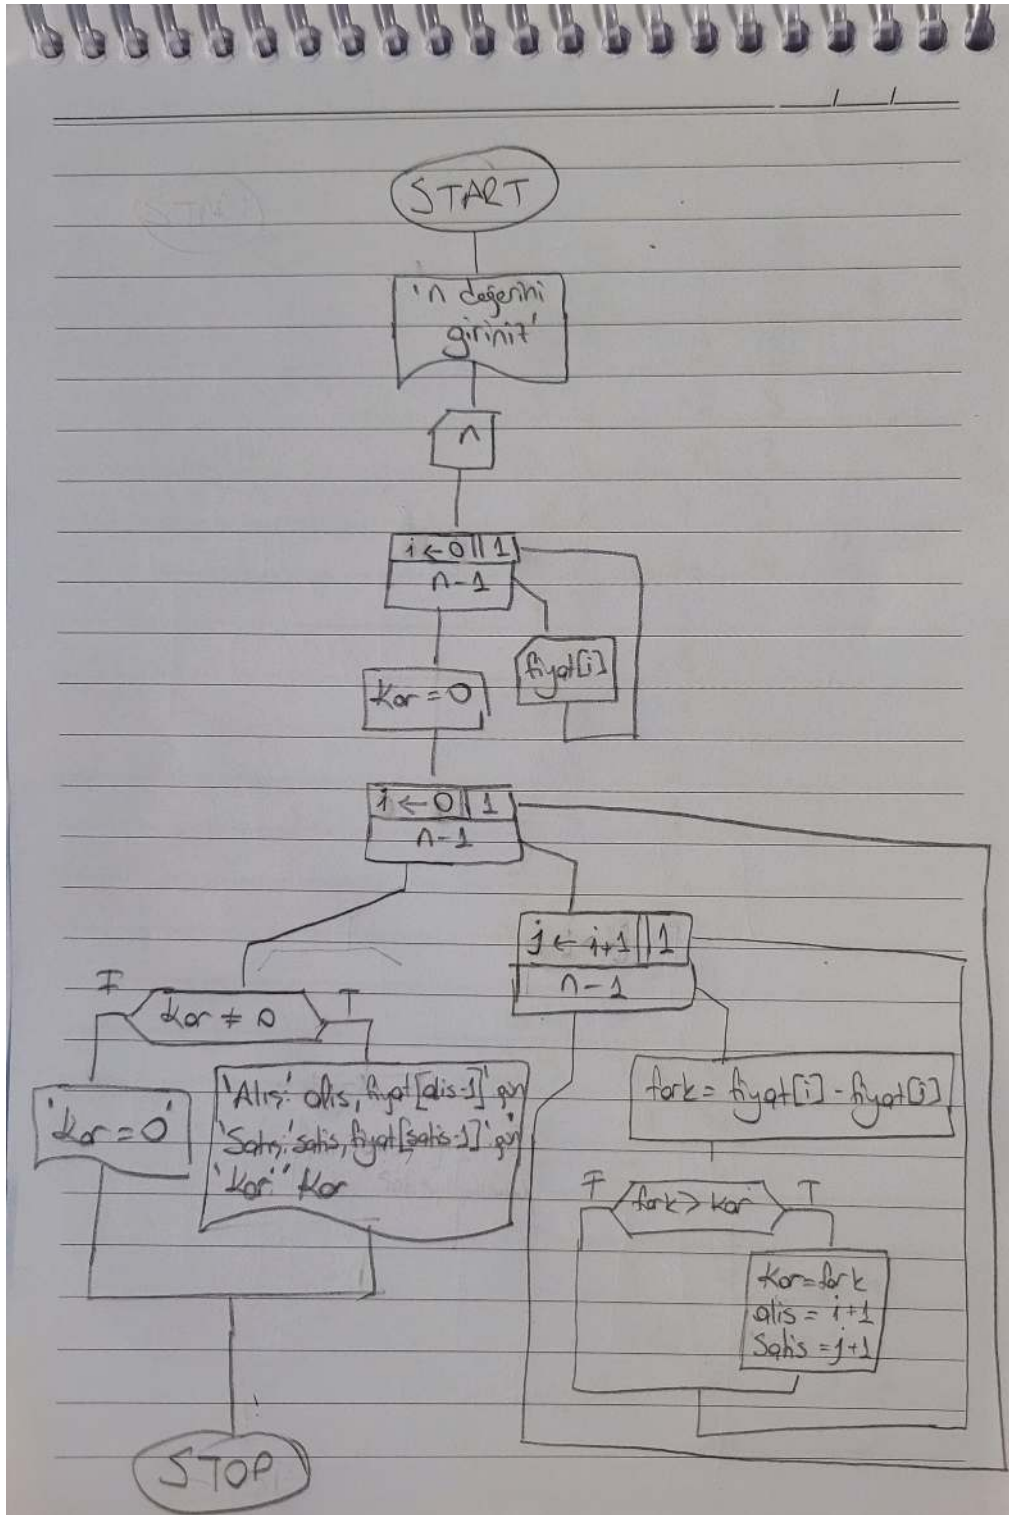 START
'n değerini
giriniz'
n
i ← 0 || 1
n-1
fiyat[i]
Kar = 0
i ← 0 || 1
n-1
j ← i+1 || 1
n-1
F
Kar ≠ 0
T
'Kar = 0'
'Alış:' alis, fiyat[alis-1]' gün
'Satış:' satis, fiyat[satis-1]' gün
'Kar:' Kar
fark = fiyat[i] - fiyat[j]
F
fark > kar
T
Kar = fark
alis = i+1
Satis = j+1
STOP